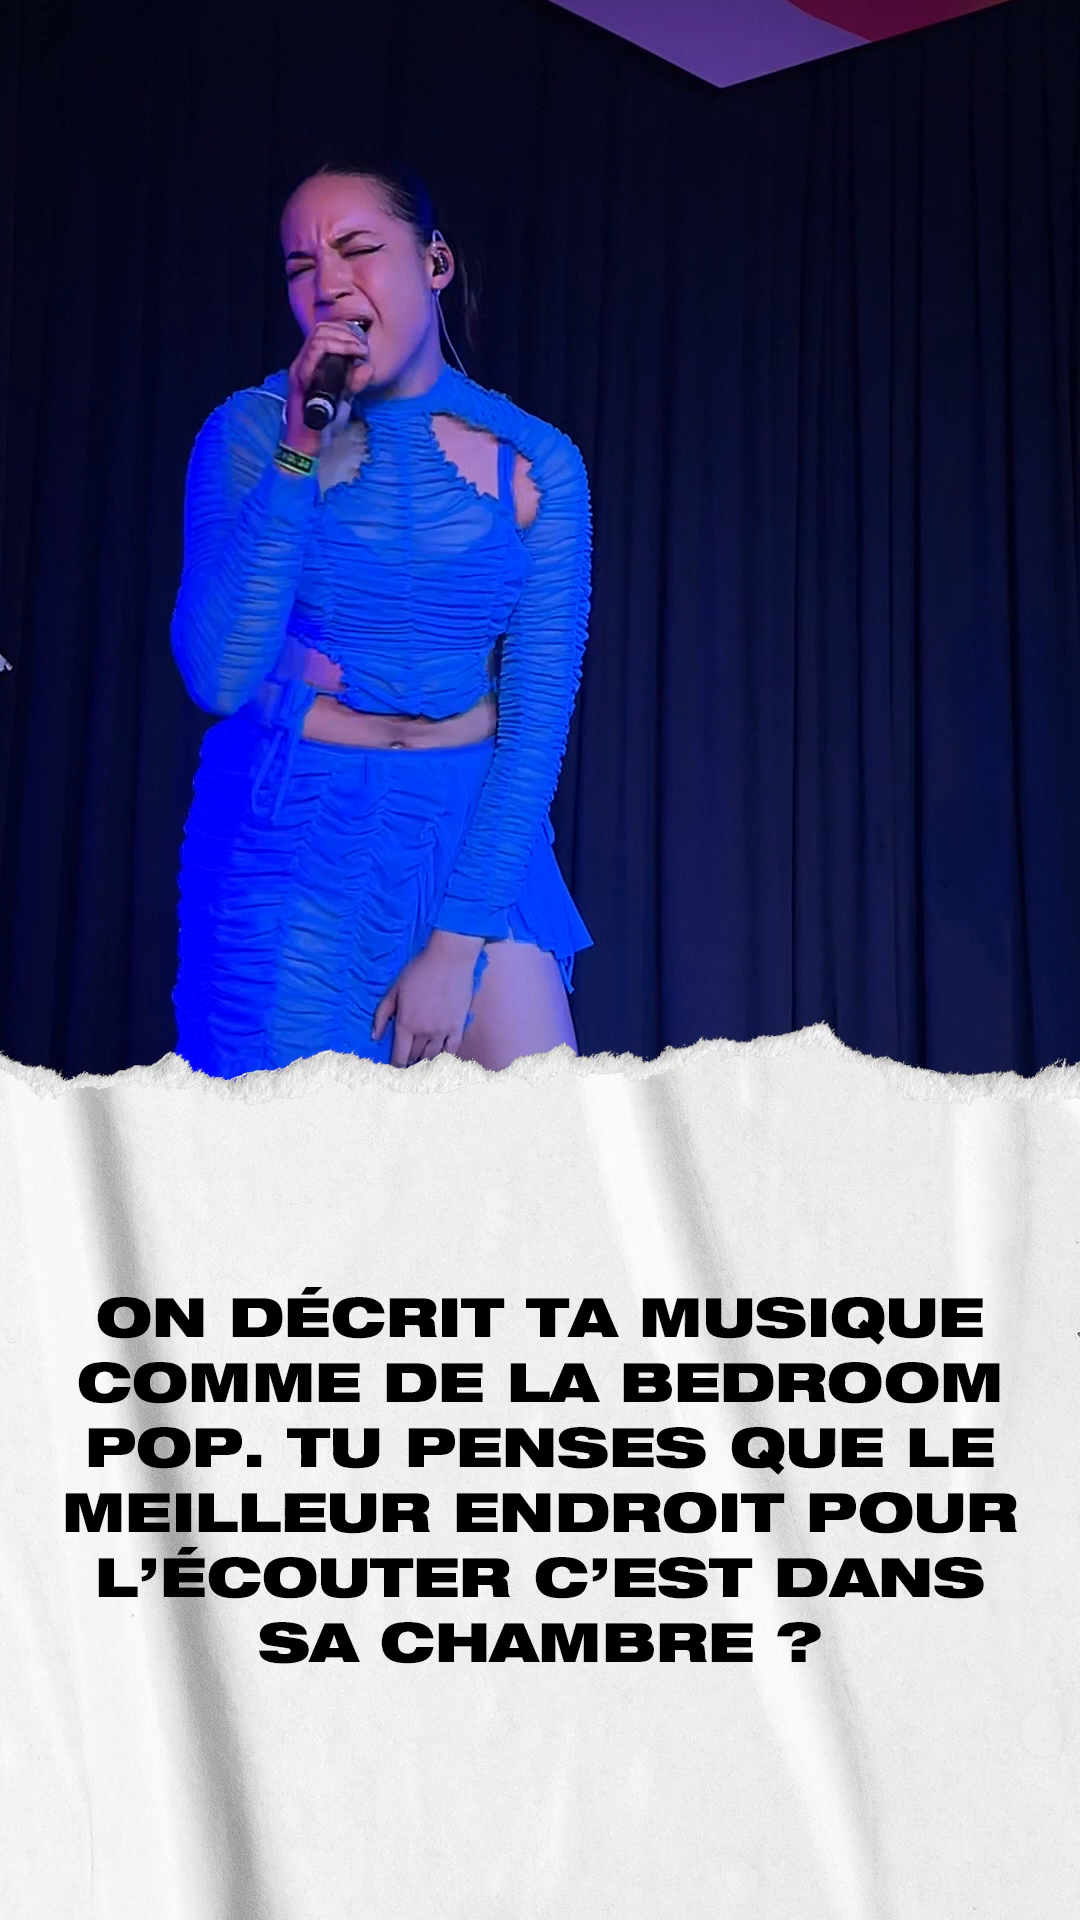 ON DÉCRIT TA MUSIQUE
COMME DE LA BEDROOM
POP. TU PENSES QUE LE
MEILLEUR ENDROIT POUR
L’ÉCOUTER C’EST DANS
SA CHAMBRE ?